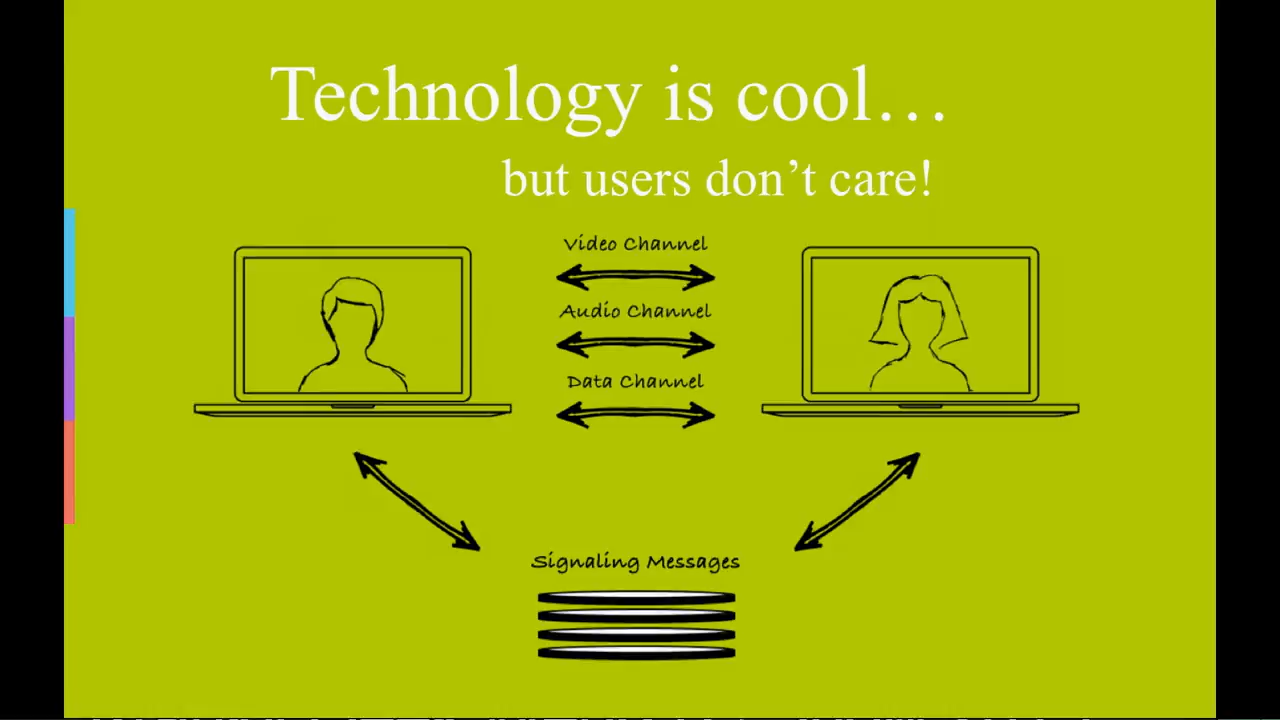 Technology is cool…
but users don’t care!
Video Channel
Audio Channel
Data Channel
Signaling Messages